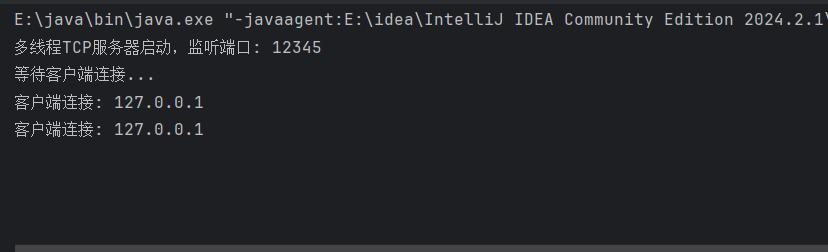 E:\java\bin\java.exe "-javaagent:E:\idea\IntelliJ IDEA Community Edition 2024.2.1\
多线程TCP服务器启动，监听端口: 12345
等待客户端连接...
客户端连接: 127.0.0.1
客户端连接: 127.0.0.1